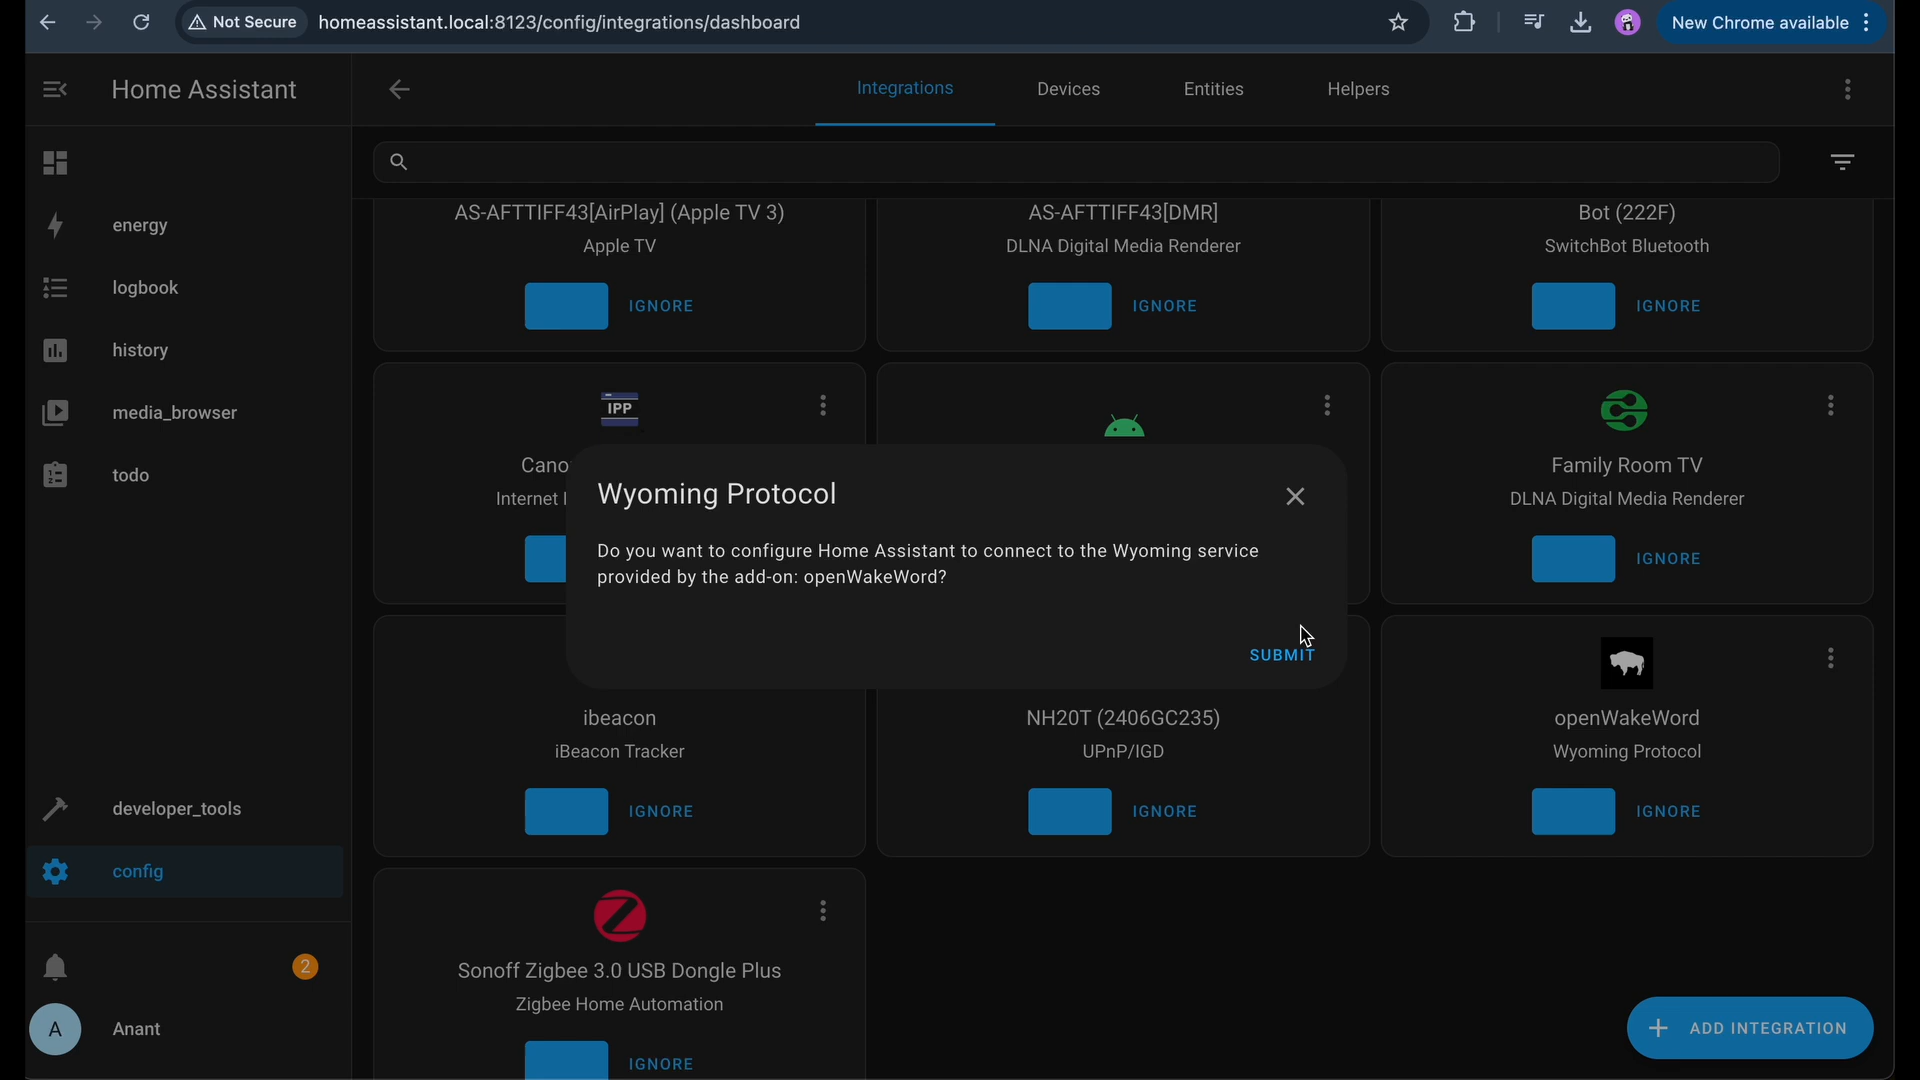 Not Secure
homeassistant.local:8123/config/integrations/dashboard
New Chrome available
Home Assistant
Integrations
Devices
Entities
Helpers
energy
logbook
history
media_browser
todo
developer_tools
config
2
A
Anant
AS-AFTTIFF43[AirPlay] (Apple TV 3)
Apple TV
IGNORE
AS-AFTTIFF43[DMR]
DLNA Digital Media Renderer
IGNORE
Bot (222F)
SwitchBot Bluetooth
IGNORE
IPP
Cano
Internet
Family Room TV
DLNA Digital Media Renderer
IGNORE
Wyoming Protocol
Do you want to configure Home Assistant to connect to the Wyoming service
provided by the add-on: openWakeWord?
SUBMIT
ibeacon
iBeacon Tracker
IGNORE
NH20T (2406GC235)
UPnP/IGD
IGNORE
openWakeWord
Wyoming Protocol
IGNORE
Sonoff Zigbee 3.0 USB Dongle Plus
Zigbee Home Automation
IGNORE
ADD INTEGRATION